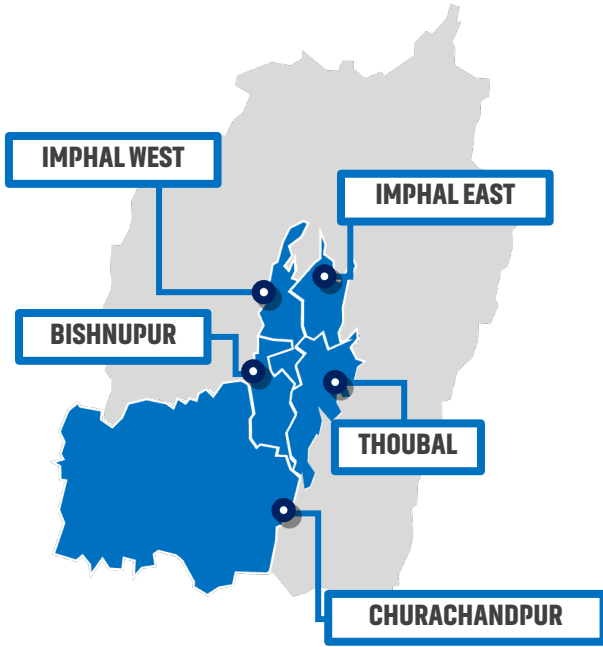 IMPHAL WEST
IMPHAL EAST
BISHNUPUR
THOUBAL
CHURACHANDPUR